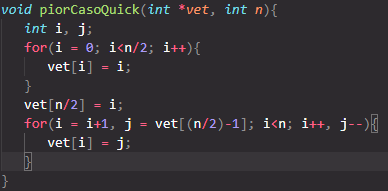 void piorCasoQuick(int *vet, int n){
    int i, j;
    for(i = 0; i<n/2; i++){
        vet[i] = i;
    }
    vet[n/2] = i;
    for(i = i+1, j = vet[(n/2)-1]; i<n; i++, j--){
        vet[i] = j;
    }
}